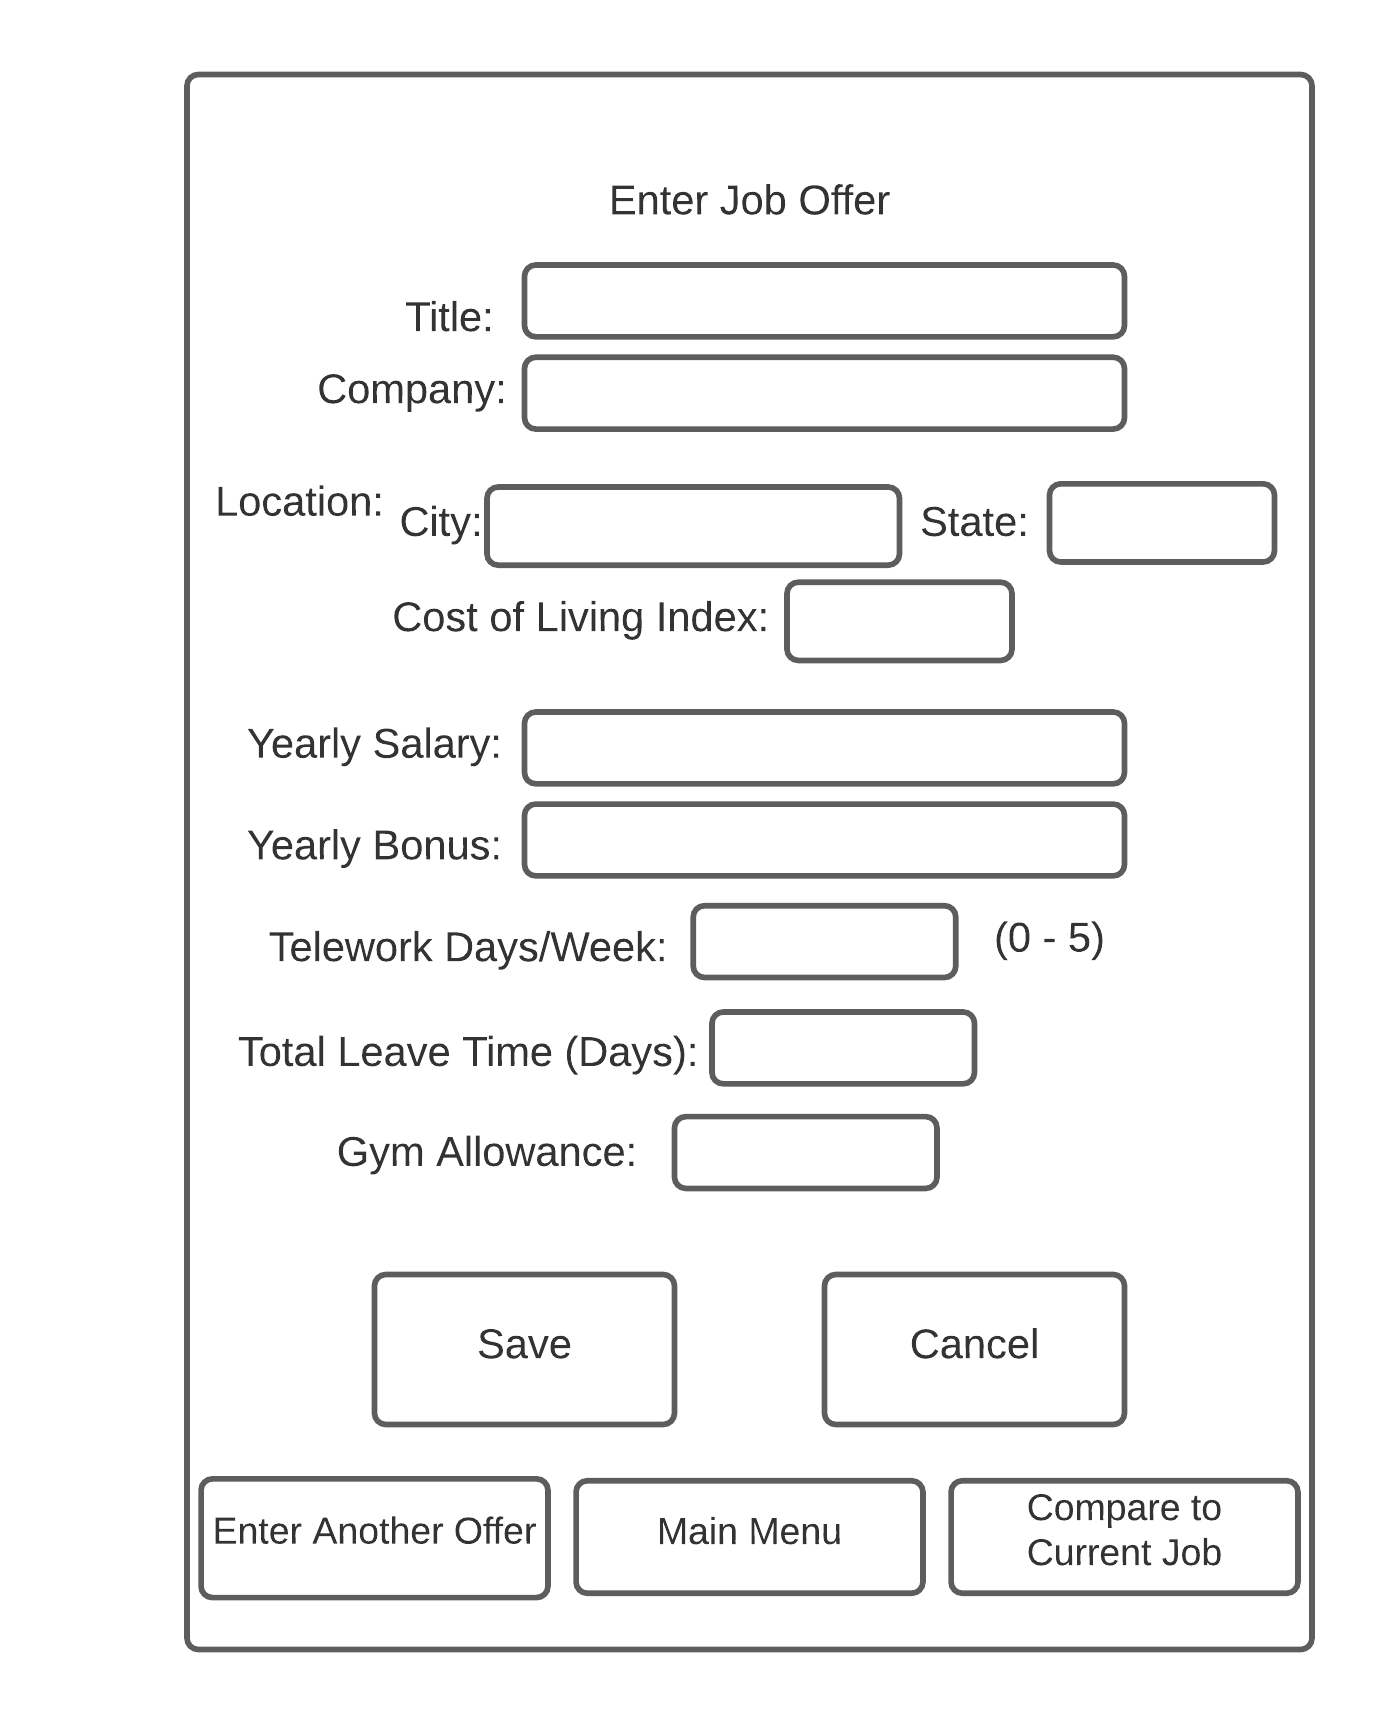 Enter Job Offer
Title:
Company:
Location: City: State:
Cost of Living Index:
Yearly Salary:
Yearly Bonus:
Telework Days/Week: (0 - 5)
Total Leave Time (Days):
Gym Allowance:
Save Cancel
Enter Another Offer Main Menu Compare to
Current Job